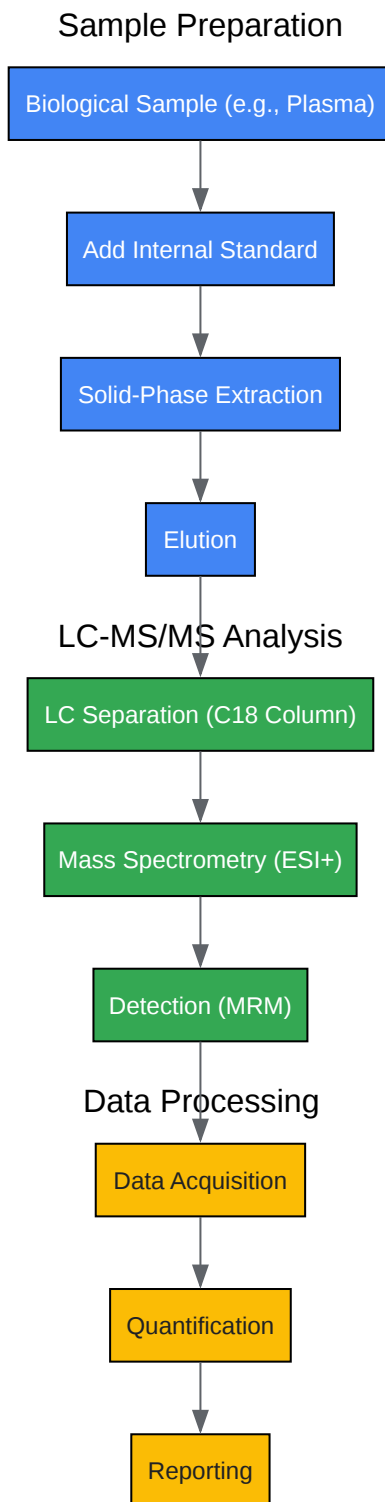 Sample Preparation
Biological Sample (e.g., Plasma)
Add Internal Standard
Solid-Phase Extraction
Elution
LC-MS/MS Analysis
LC Separation (C18 Column)
Mass Spectrometry (ESI+)
Detection (MRM)
Data Processing
Data Acquisition
Quantification
Reporting